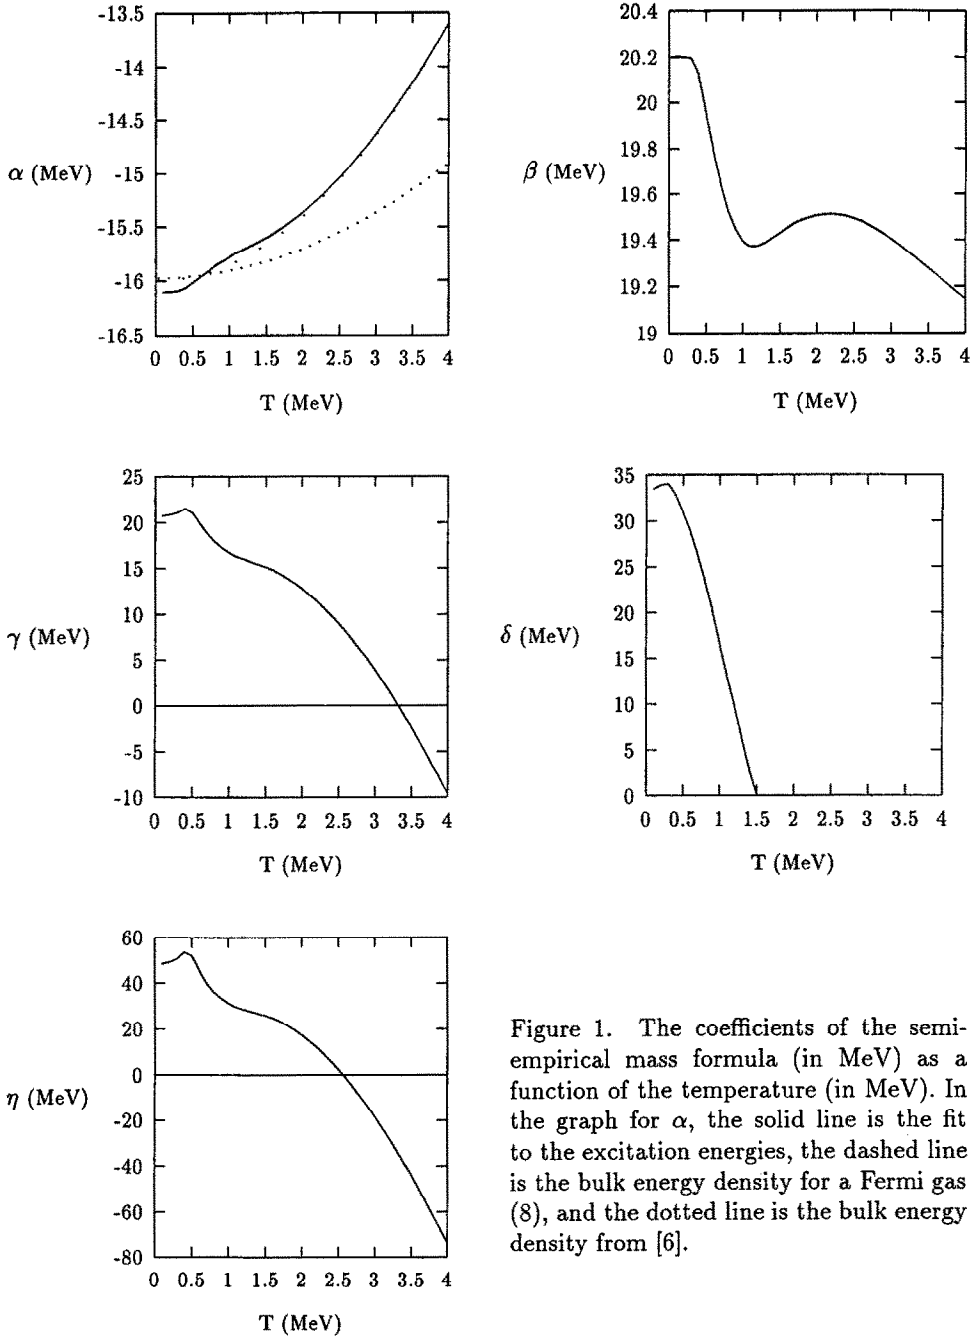 -13.5
-14
-14.5
α (MeV)
-15
-15.5
-16
-16.5
0 0.5 1 1.5 2 2.5 3 3.5 4
T (MeV)
20.4
20.2
20
19.8
β (MeV)
19.6
19.4
19.2
19
0 0.5 1 1.5 2 2.5 3 3.5 4
T (MeV)
25
20
15
10
γ (MeV)
5
0
-5
-10
0 0.5 1 1.5 2 2.5 3 3.5 4
T (MeV)
35
30
25
20
δ (MeV)
15
10
5
0
0 0.5 1 1.5 2 2.5 3 3.5 4
T (MeV)
60
40
20
0
η (MeV)
-20
-40
-60
-80
0 0.5 1 1.5 2 2.5 3 3.5 4
T (MeV)
Figure 1. The coefficients of the semi-
empirical mass formula (in MeV) as a
function of the temperature (in MeV). In
the graph for α, the solid line is the fit
to the excitation energies, the dashed line
is the bulk energy density for a Fermi gas
(8), and the dotted line is the bulk energy
density from [6].